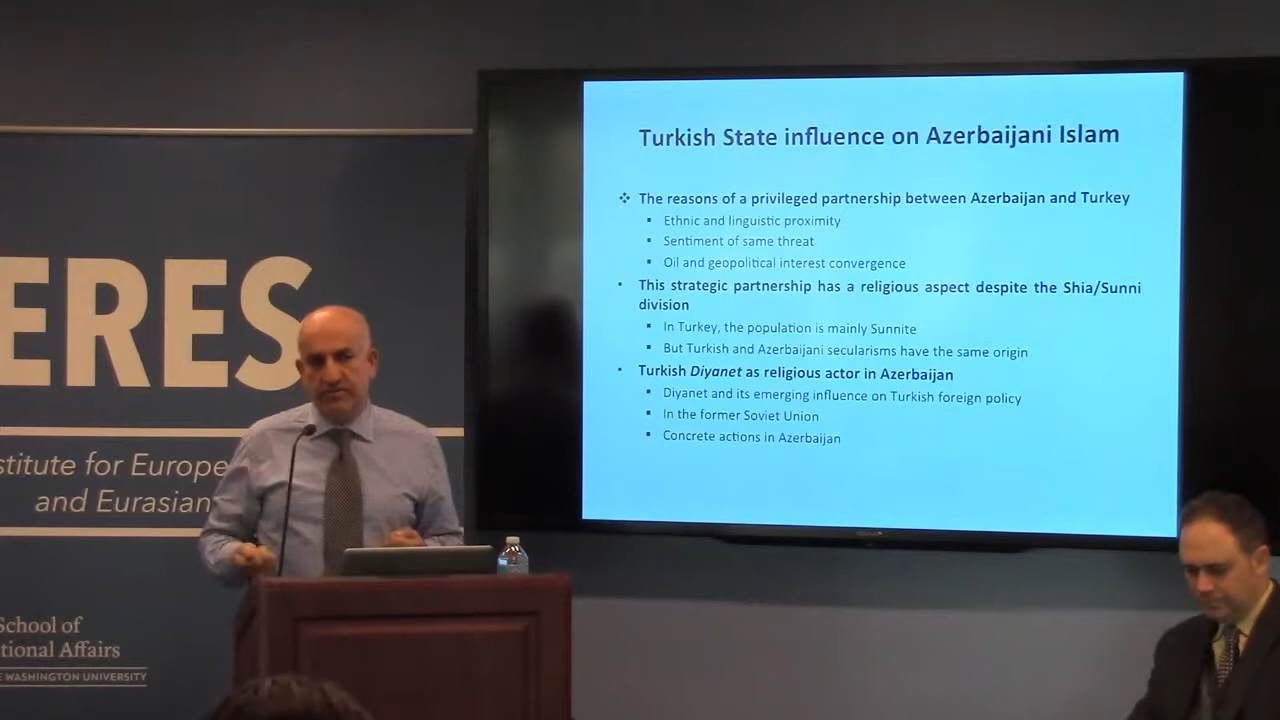 ERES
stitute for Europe
and Eurasian
School of
tional Affairs
WASHINGTON UNIVERSITY
Turkish State influence on Azerbaijani Islam
❖ The reasons of a privileged partnership between Azerbaijan and Turkey
▪ Ethnic and linguistic proximity
▪ Sentiment of same threat
▪ Oil and geopolitical interest convergence
• This strategic partnership has a religious aspect despite the Shia/Sunni
division
▪ In Turkey, the population is mainly Sunnite
▪ But Turkish and Azerbaijani secularisms have the same origin
• Turkish Diyanet as religious actor in Azerbaijan
▪ Diyanet and its emerging influence on Turkish foreign policy
▪ In the former Soviet Union
▪ Concrete actions in Azerbaijan